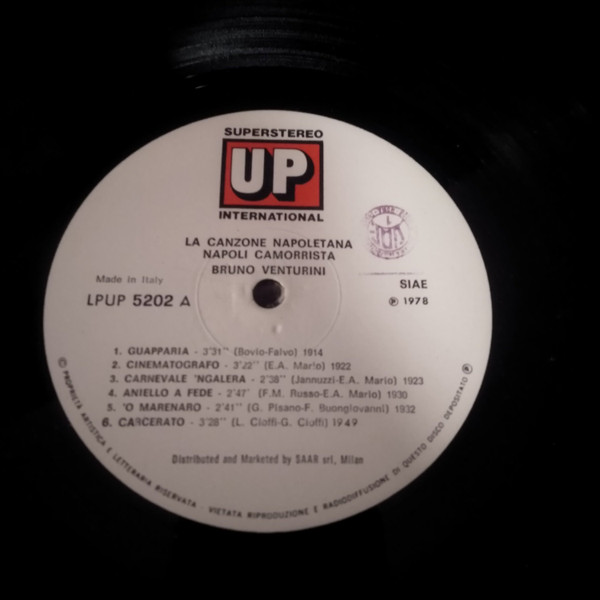 SUPERSTEREO
UP
INTERNATIONAL
LA CANZONE NAPOLETANA
NAPOLI CAMORRISTA
BRUNO VENTURINI
Made in Italy
LPUP 5202 A
SIAE
℗ 1978
1. GUAPPARIA - 3'31" (Bovio-Falvo) 1914
2. CINEMATOGRAFO - 3'22" (E.A. Mario) 1922
3. CARNEVALE 'NGALERA - 2'38" (Jannuzzi-E.A. Mario) 1923
4. ANIELLO A FEDE - 2'47" (F.M. Russo-E.A. Mario) 1930
5. 'O MARENARO - 2'41" (G. Pisano-F. Buongiovanni) 1932
6. CARCERATO - 3'28" (L. Cioffi-G. Cioffi) 1949
Distributed and Marketed by SAAR srl, Milan
© PROPRIETÀ ARTISTICA E LETTERARIA RISERVATA - VIETATA RIPRODUZIONE E RADIODIFFUSIONE DI QUESTO DISCO DEPOSITATO ℗